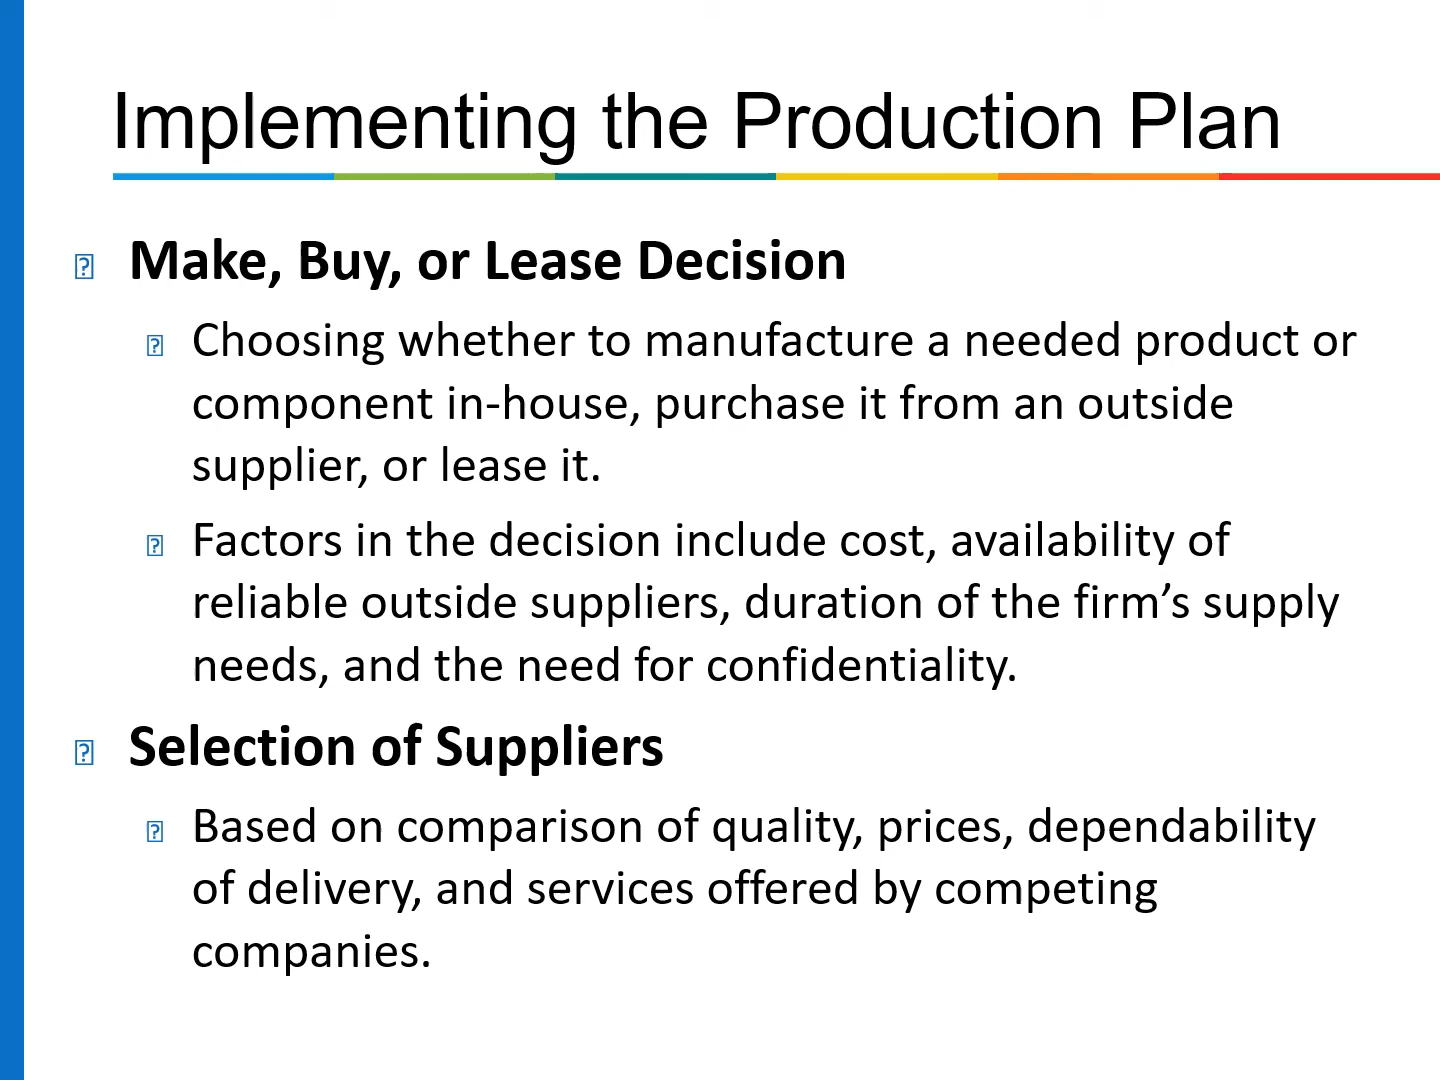 Implementing the Production Plan
Make, Buy, or Lease Decision
Choosing whether to manufacture a needed product or
component in-house, purchase it from an outside
supplier, or lease it.
Factors in the decision include cost, availability of
reliable outside suppliers, duration of the firm’s supply
needs, and the need for confidentiality.
Selection of Suppliers
Based on comparison of quality, prices, dependability
of delivery, and services offered by competing
companies.